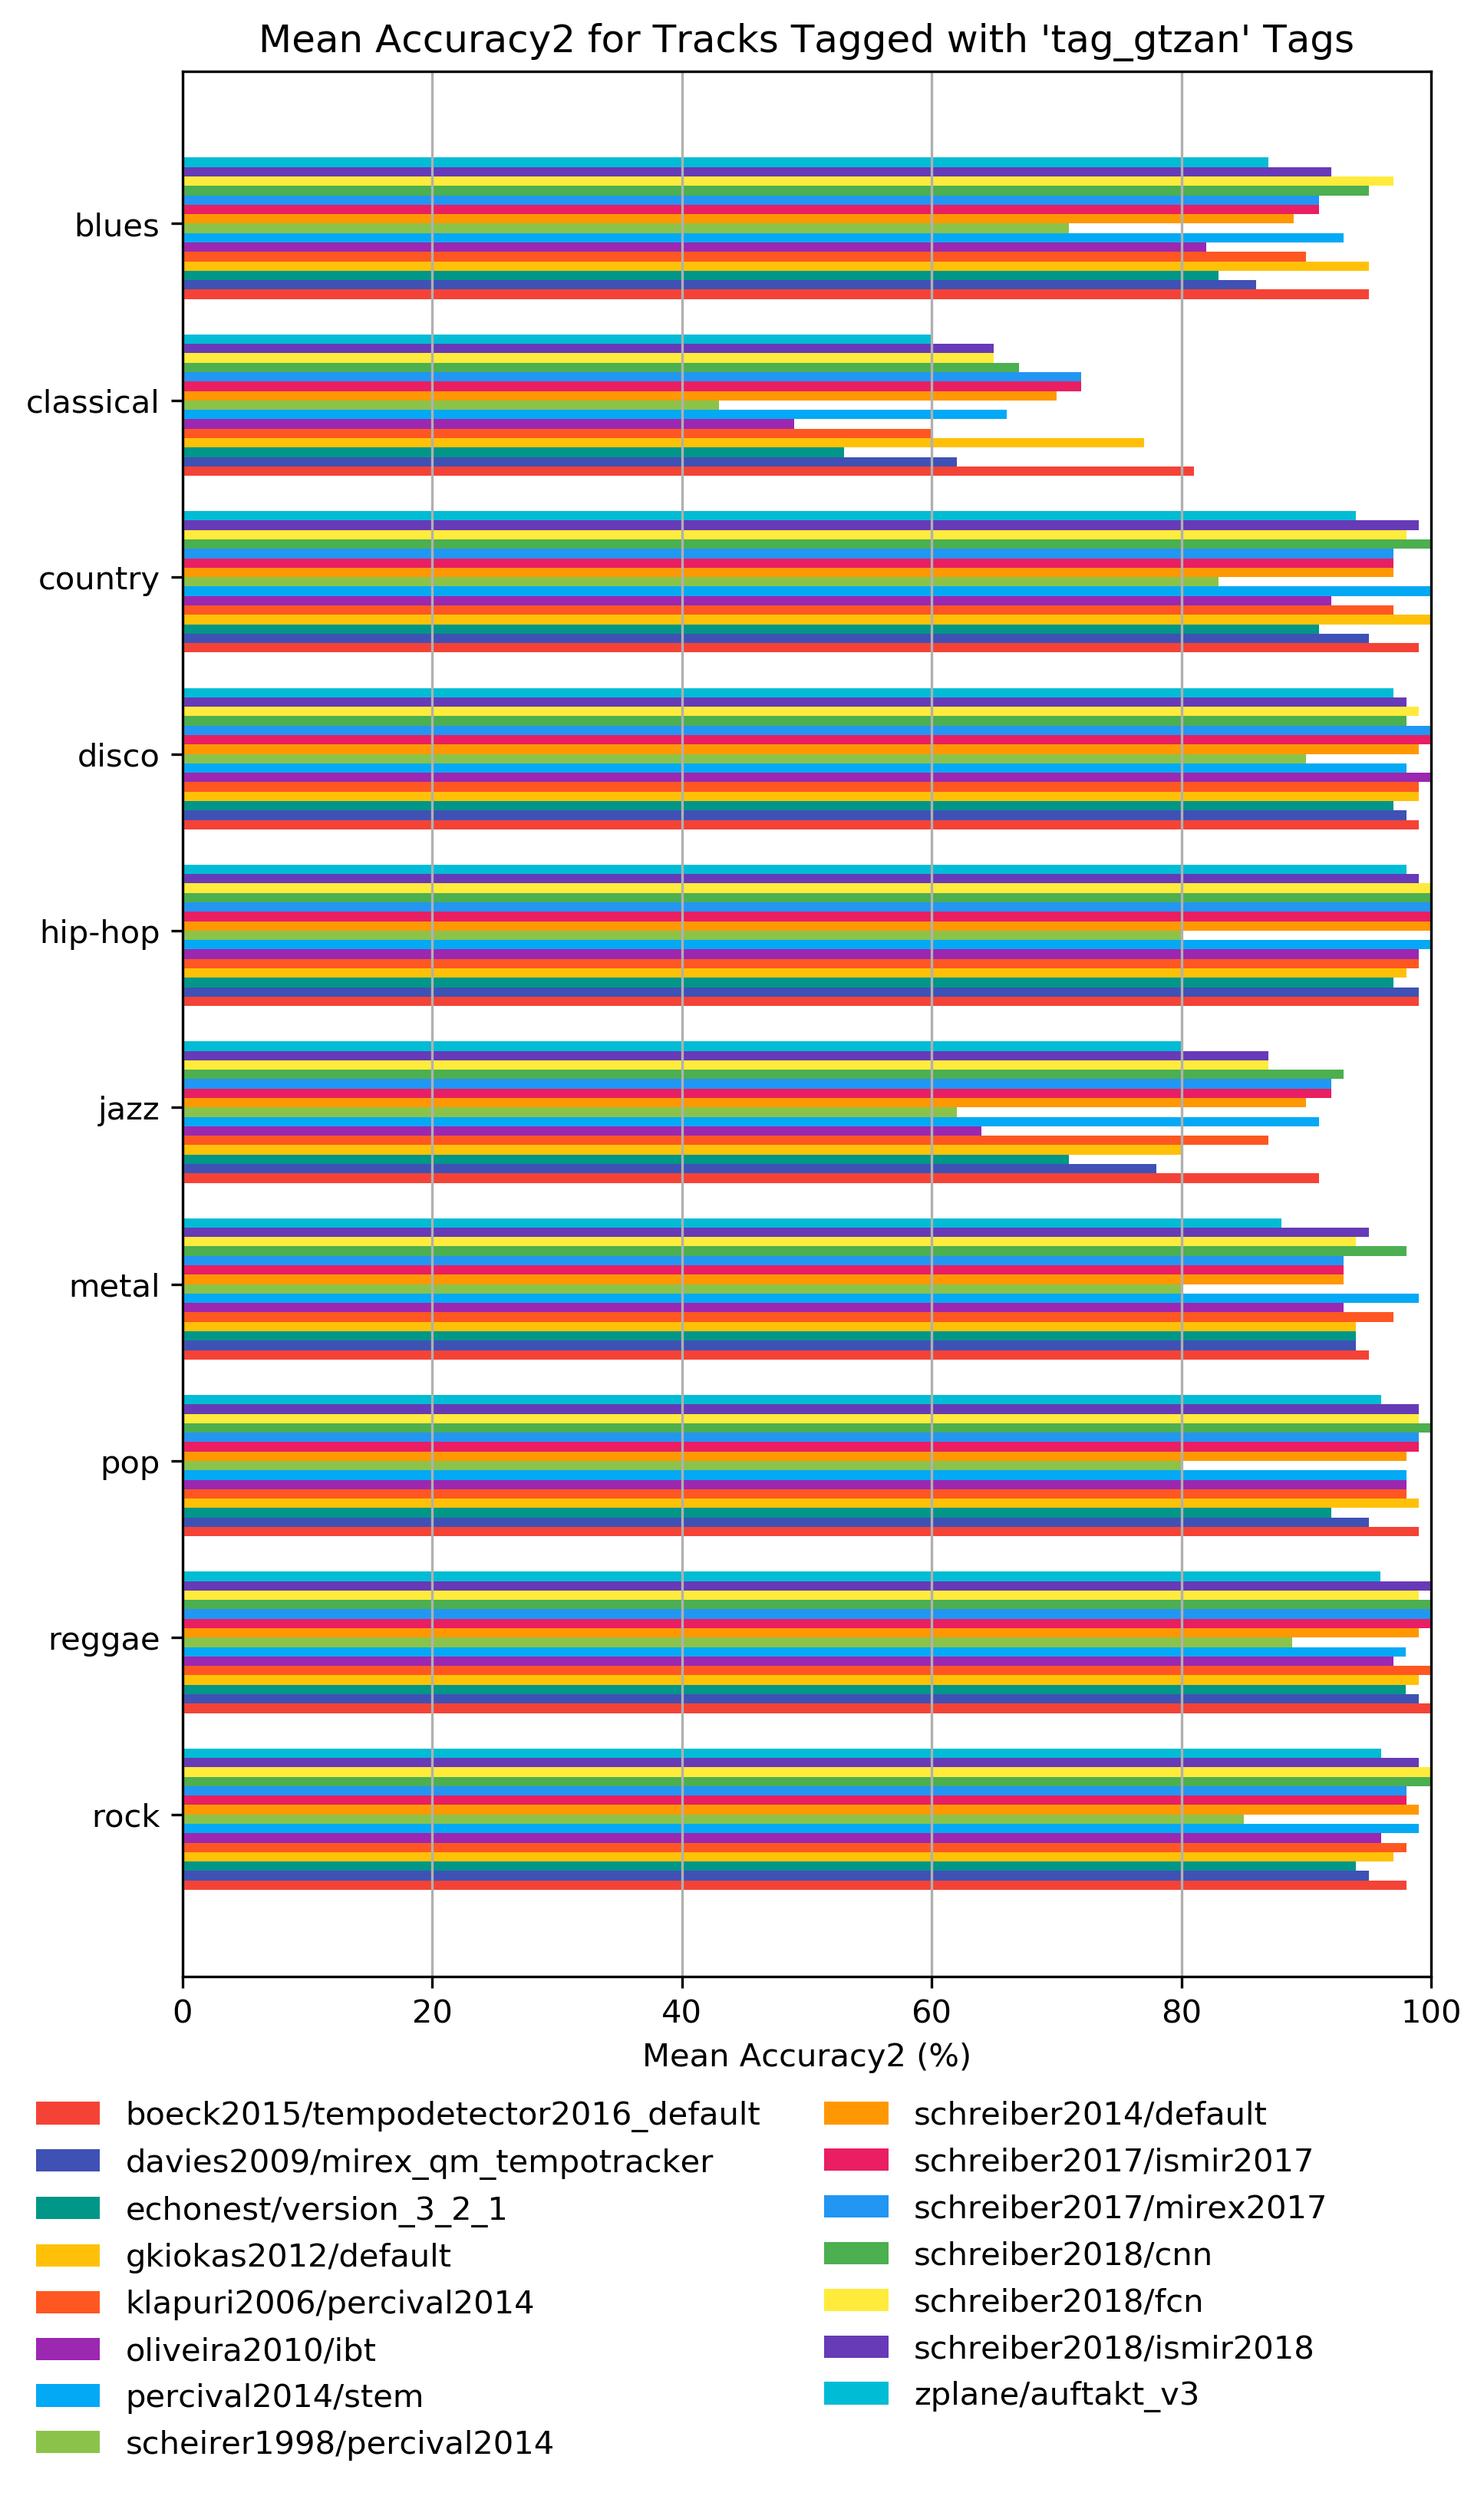 Mean Accuracy2 for Tracks Tagged with 'tag_gtzan' Tags
blues
classical
country
disco
hip-hop
jazz
metal
pop
reggae
rock
0 20 40 60 80 100
Mean Accuracy2 (%)
boeck2015/tempodetector2016_default
davies2009/mirex_qm_tempotracker
echonest/version_3_2_1
gkiokas2012/default
klapuri2006/percival2014
oliveira2010/ibt
percival2014/stem
scheirer1998/percival2014
schreiber2014/default
schreiber2017/ismir2017
schreiber2017/mirex2017
schreiber2018/cnn
schreiber2018/fcn
schreiber2018/ismir2018
zplane/auftakt_v3